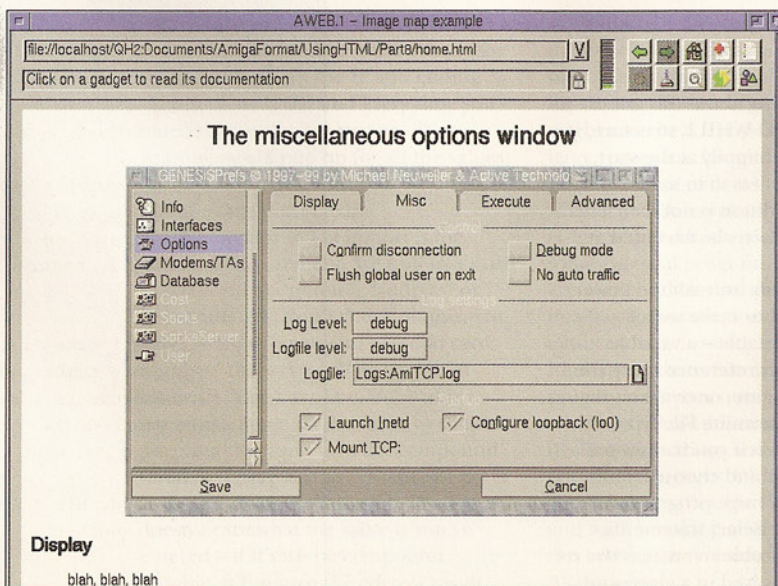 AWEB.1 – Image map example
file://localhost/QH2:Documents/AmigaFormat/UsingHTML/Part8/home.html
Click on a gadget to read its documentation
The miscellaneous options window
GENESiSPrefs © 1997-99 by Michael Neuweiler & Active Technolo
Info
Interfaces
Options
Modems/TAs
Database
Cost
Socks
SocksServer
User
Display
Misc
Execute
Advanced
Control
Confirm disconnection
Debug mode
Flush global user on exit
No auto traffic
Log settings
Log Level: debug
Logfile level: debug
Logfile: Logs:AmiTCP.log
Launch Inetd
Configure loopback (lo0)
Mount TCP:
Save
Cancel
Display
blah, blah, blah